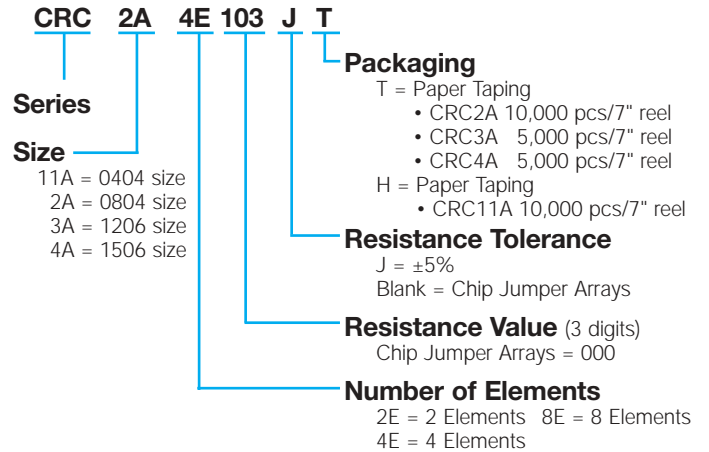 CRC 2A 4E 103 J T
Packaging
T = Paper Taping
• CRC2A 10,000 pcs/7" reel
• CRC3A 5,000 pcs/7" reel
• CRC4A 5,000 pcs/7" reel
H = Paper Taping
• CRC11A 10,000 pcs/7" reel
Series
Size
11A = 0404 size
2A = 0804 size
3A = 1206 size
4A = 1506 size
Resistance Tolerance
J = ±5%
Blank = Chip Jumper Arrays
Resistance Value (3 digits)
Chip Jumper Arrays = 000
Number of Elements
2E = 2 Elements 8E = 8 Elements
4E = 4 Elements